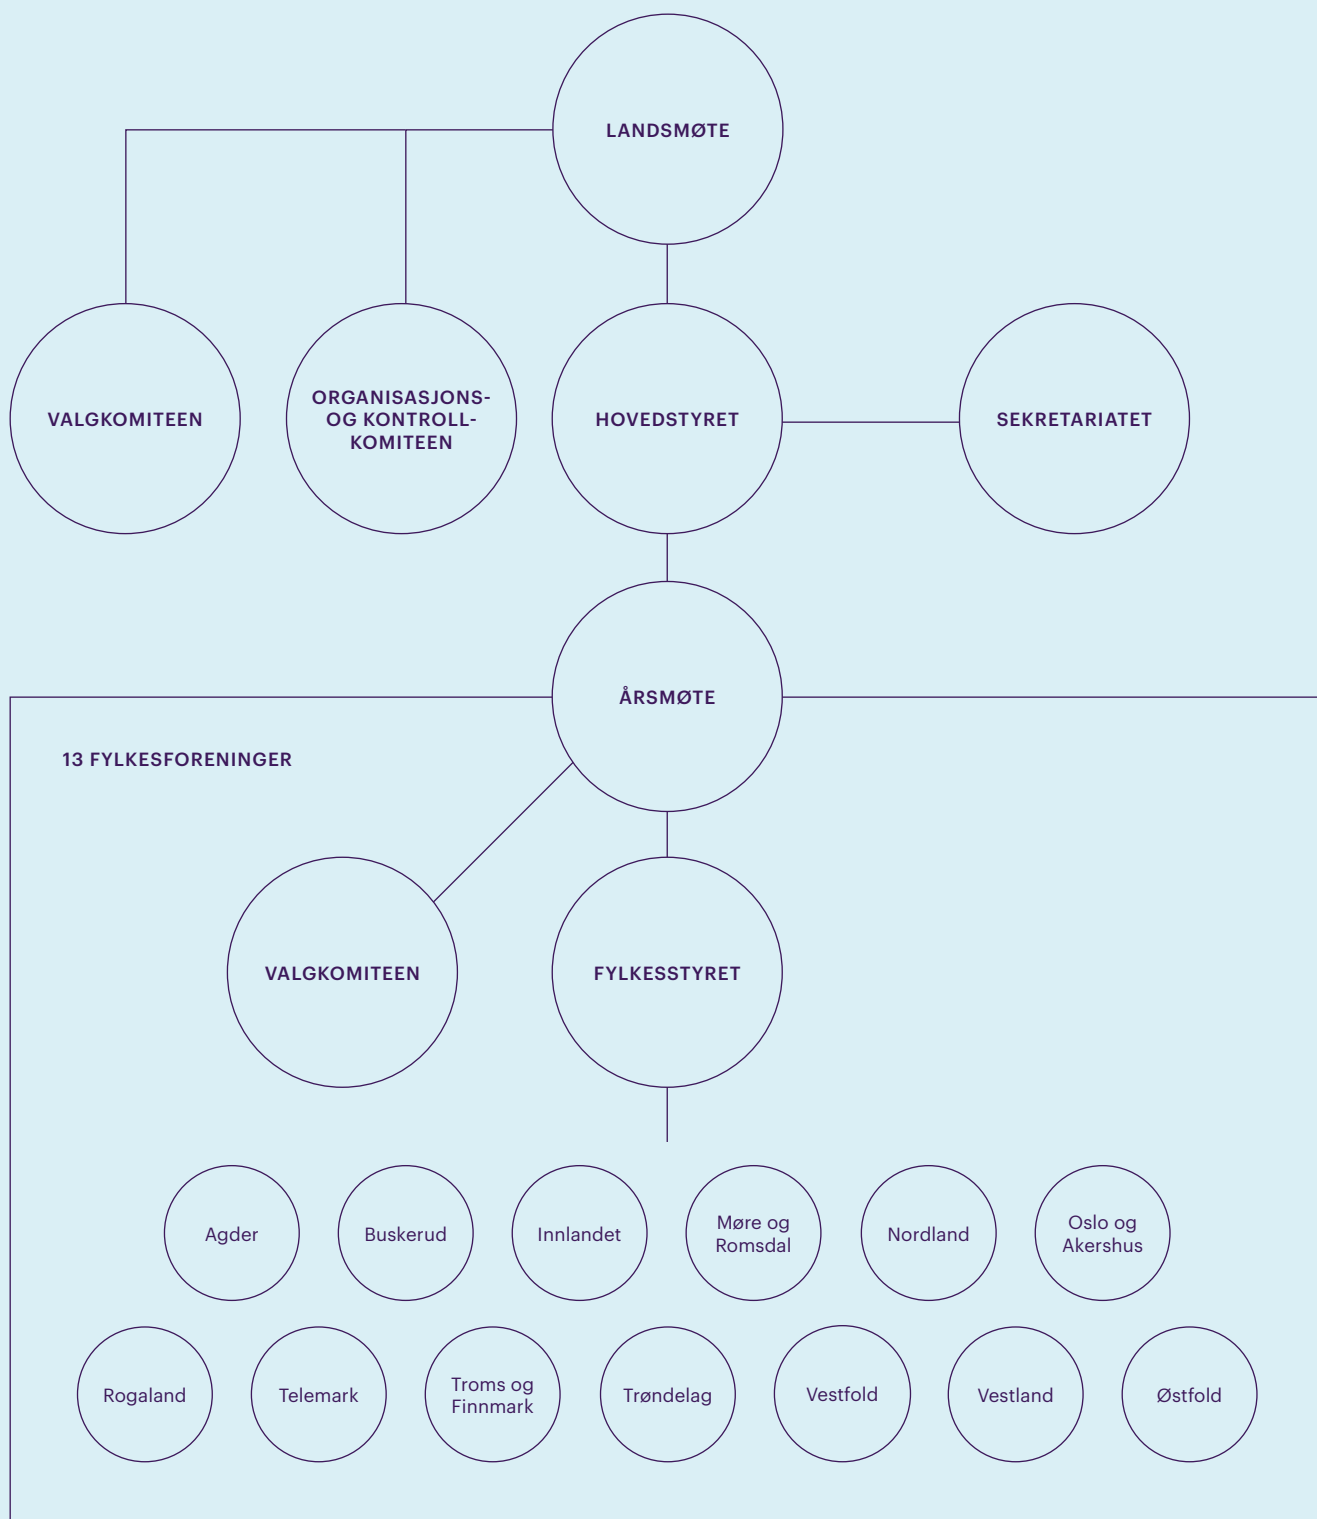 LANDSMØTE
VALGKOMITEEN
ORGANISASJONS-
OG KONTROLL-
KOMITEEN
HOVEDSTYRET
SEKRETARIATET
ÅRSMØTE
13 FYLKESFORENINGER
VALGKOMITEEN
FYLKESSTYRET
Agder
Buskerud
Innlandet
Møre og
Romsdal
Nordland
Oslo og
Akershus
Rogaland
Telemark
Troms og
Finnmark
Trøndelag
Vestfold
Vestland
Østfold